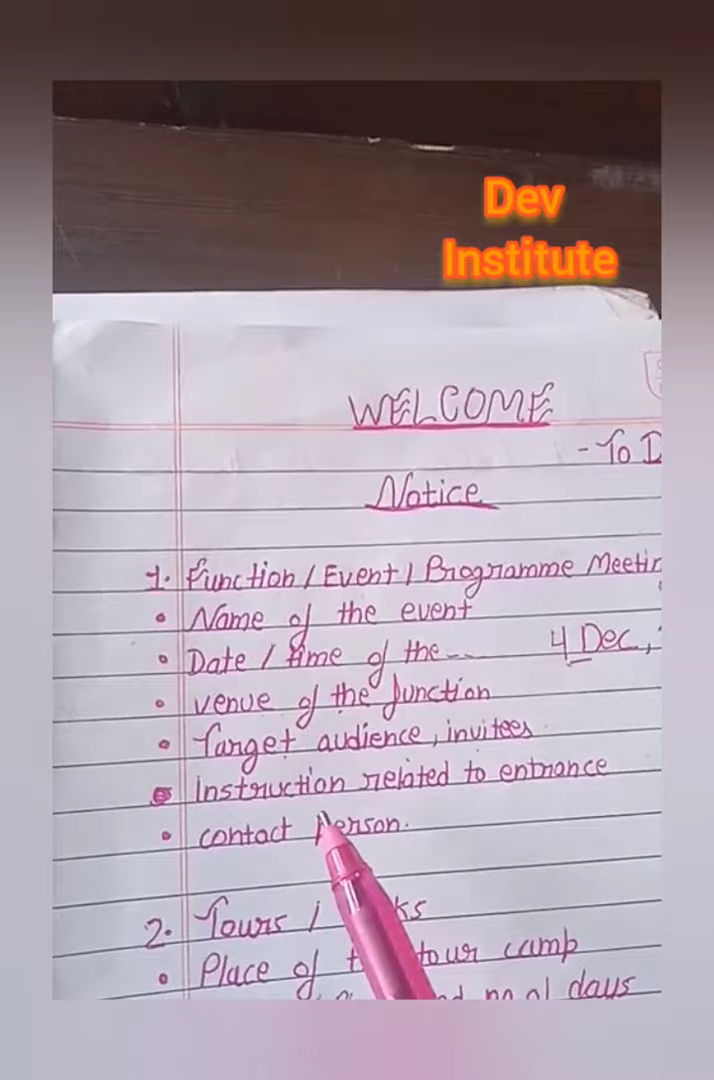 Dev
Institute
WELCOME
- To
Notice
1. Function / Event / Programme Meetin
• Name of the event
• Date / time of the -- 4 Dec,
• venue of the function
• Target audience, invitees
• Instruction related to entrance
• contact person.
2. Tours /
• Place of tour camp
days